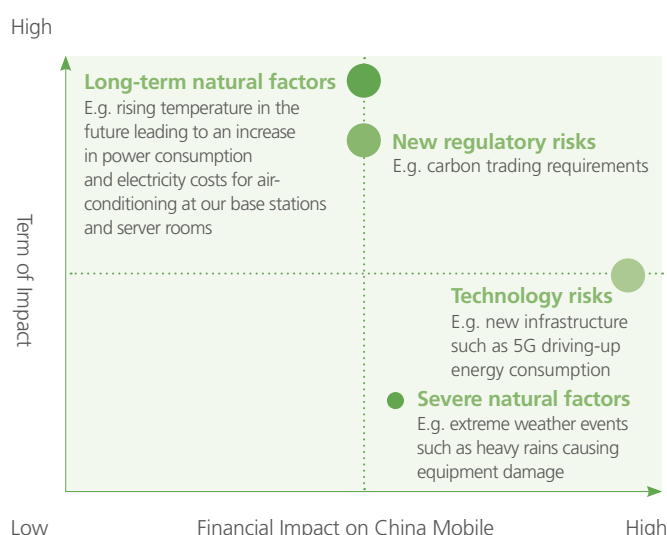 High
Long-term natural factors
E.g. rising temperature in the
future leading to an increase
in power consumption
and electricity costs for air-
conditioning at our base stations
and server rooms
New regulatory risks
E.g. carbon trading requirements
Term of Impact
Technology risks
E.g. new infrastructure
such as 5G driving-up
energy consumption
Severe natural factors
E.g. extreme weather events
such as heavy rains causing
equipment damage
Low
Financial Impact on China Mobile
High